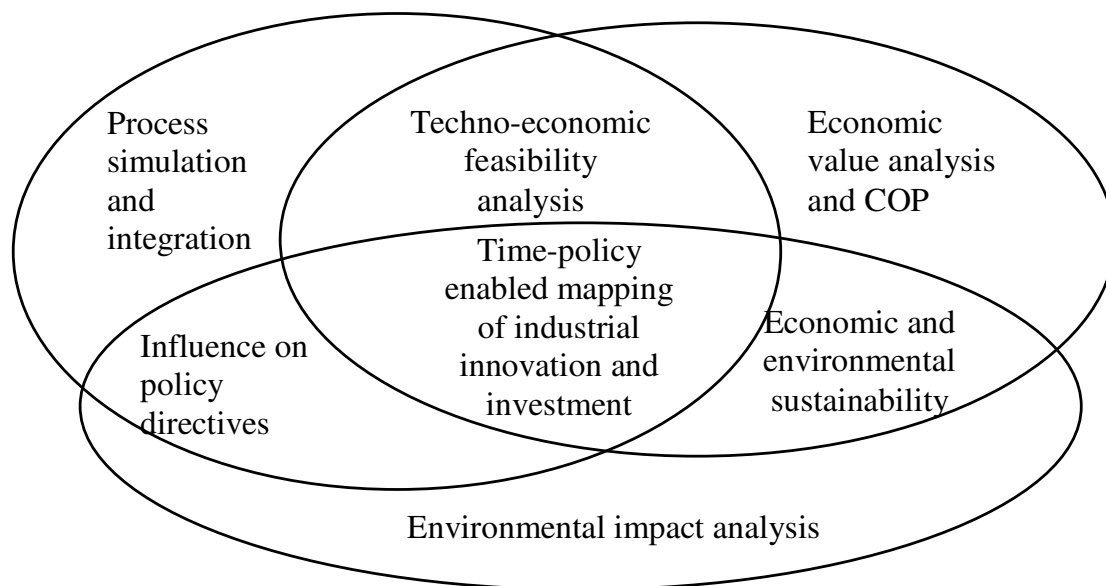 Process
simulation
and
integration
Techno-economic
feasibility
analysis
Economic
value analysis
and COP
Time-policy
enabled mapping
of industrial
innovation and
investment
Influence on
policy
directives
Economic and
environmental
sustainability
Environmental impact analysis